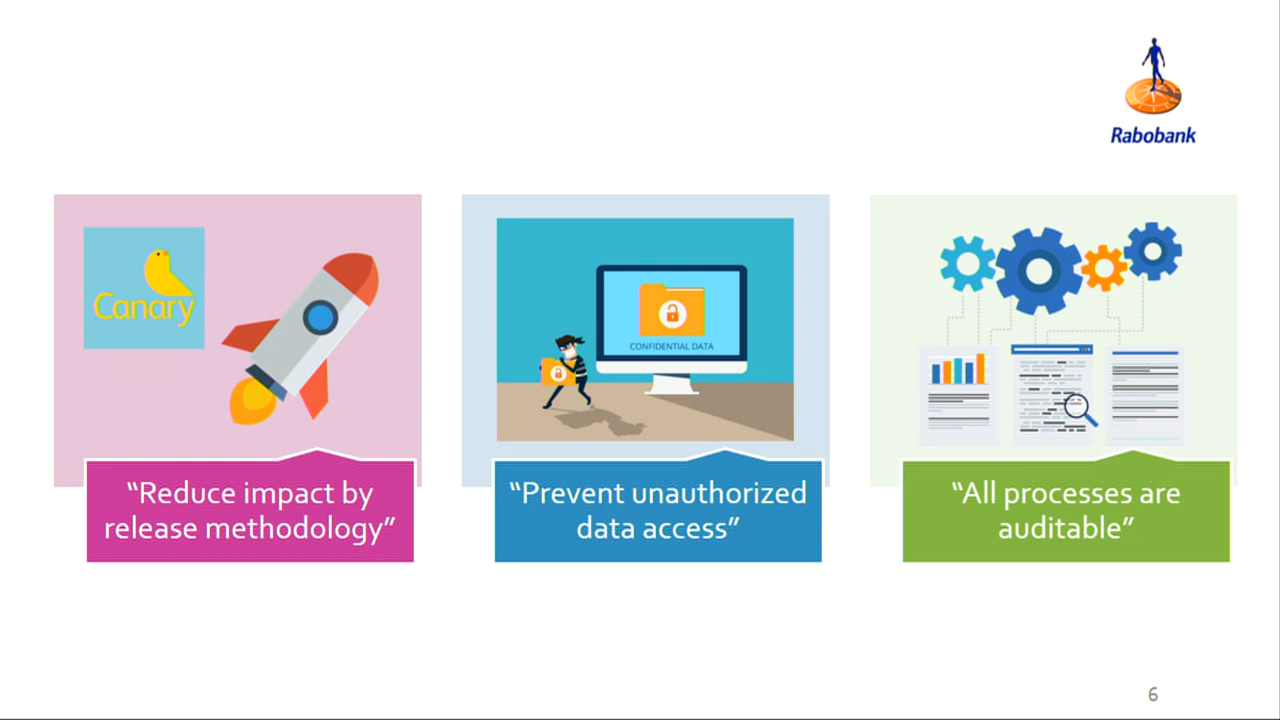 Rabobank
Canary
CONFIDENTIAL DATA
“Reduce impact by
release methodology”
“Prevent unauthorized
data access”
“All processes are
auditable”
6